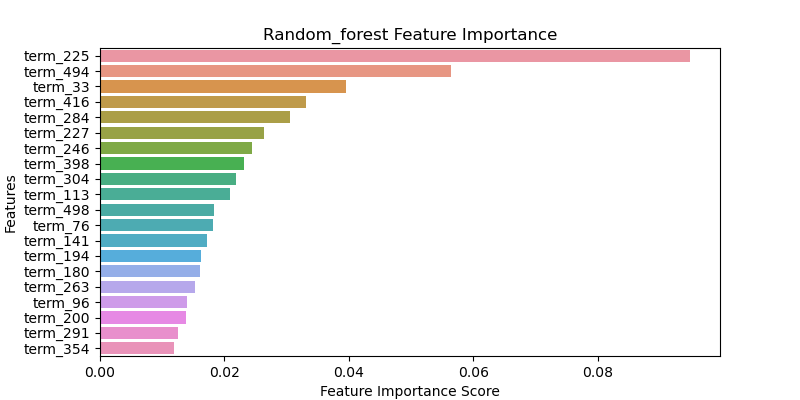 Random_forest Feature Importance
Features
term_225
term_494
term_33
term_416
term_284
term_227
term_246
term_398
term_304
term_113
term_498
term_76
term_141
term_194
term_180
term_263
term_96
term_200
term_291
term_354
0.00 0.02 0.04 0.06 0.08
Feature Importance Score